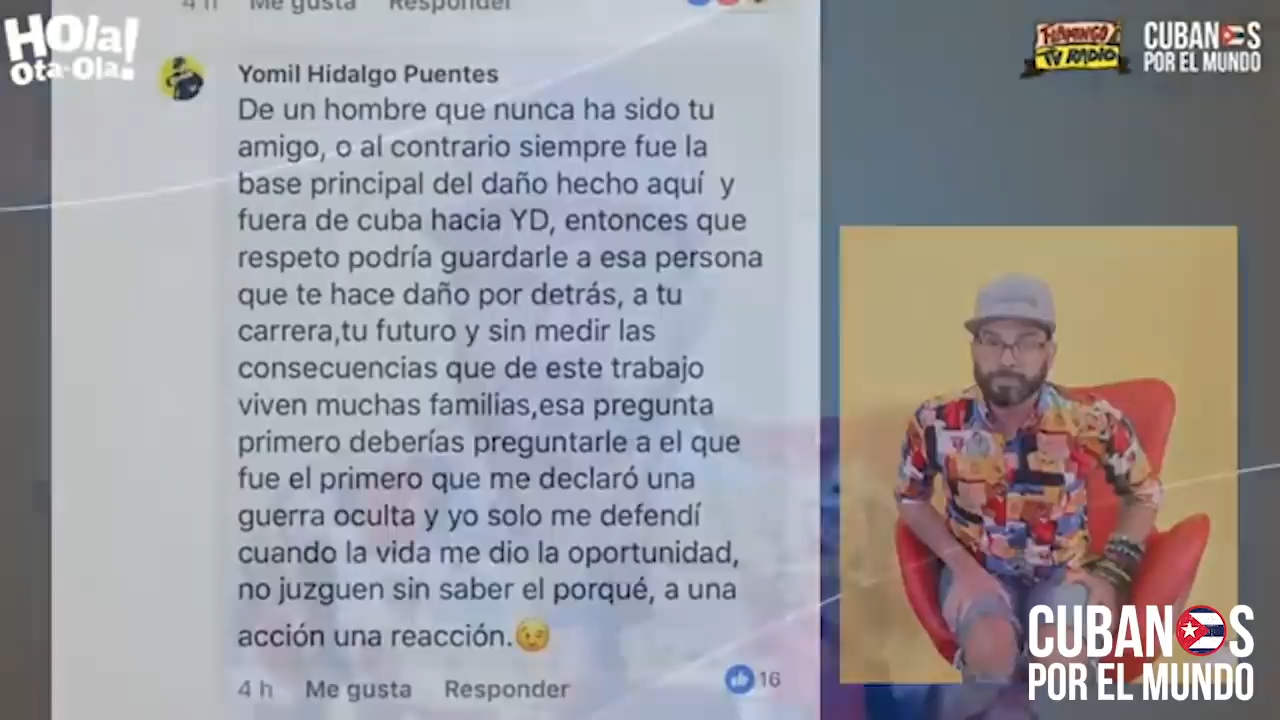 4 h Me gusta Responder
HOla!
Ota-Ola!
FLAMINGO
TV RADIO
CUBANOS
POR EL MUNDO
Yomil Hidalgo Puentes
De un hombre que nunca ha sido tu
amigo, o al contrario siempre fue la
base principal del daño hecho aquí y
fuera de cuba hacia YD, entonces que
respeto podría guardarle a esa persona
que te hace daño por detrás, a tu
carrera,tu futuro y sin medir las
consecuencias que de este trabajo
viven muchas familias,esa pregunta
primero deberías preguntarle a el que
fue el primero que me declaró una
guerra oculta y yo solo me defendí
cuando la vida me dio la oportunidad,
no juzguen sin saber el porqué, a una
acción una reacción.😉
4 h Me gusta Responder 16
CUBANOS
POR EL MUNDO